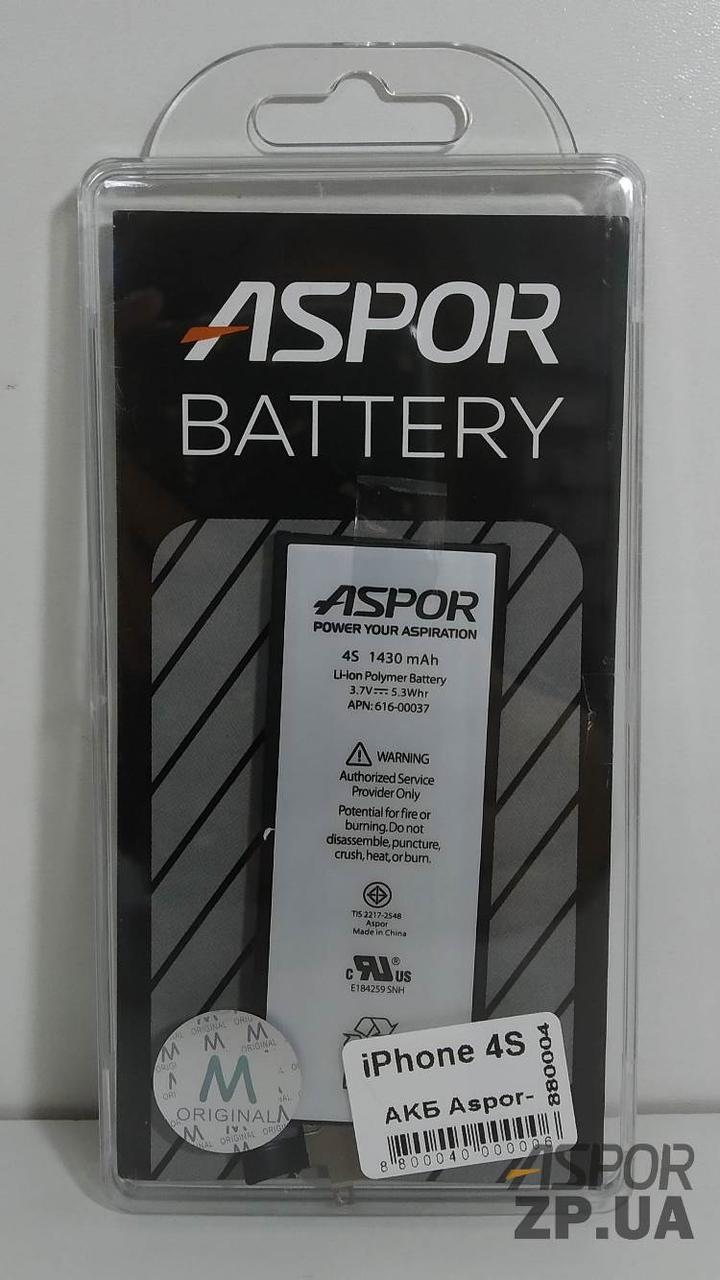 ASPOR
BATTERY
ASPOR
POWER YOUR ASPIRATION
4S 1430 mAh
Li-Ion Polymer Battery
3.7V 5.3Whr
APN: 616-00037
WARNING
Authorized Service
Provider Only
Potential for fire or
burning. Do not
disassemble, puncture,
crush, heat, or burn.
TIS 2217-2548
Aspor
Made in China
c RU® US
E184259 SNH
M
ORIGINAL
iPhone 4S
АКБ Aspor-
880004
8 800040 000006
ASPOR
ZP.UA